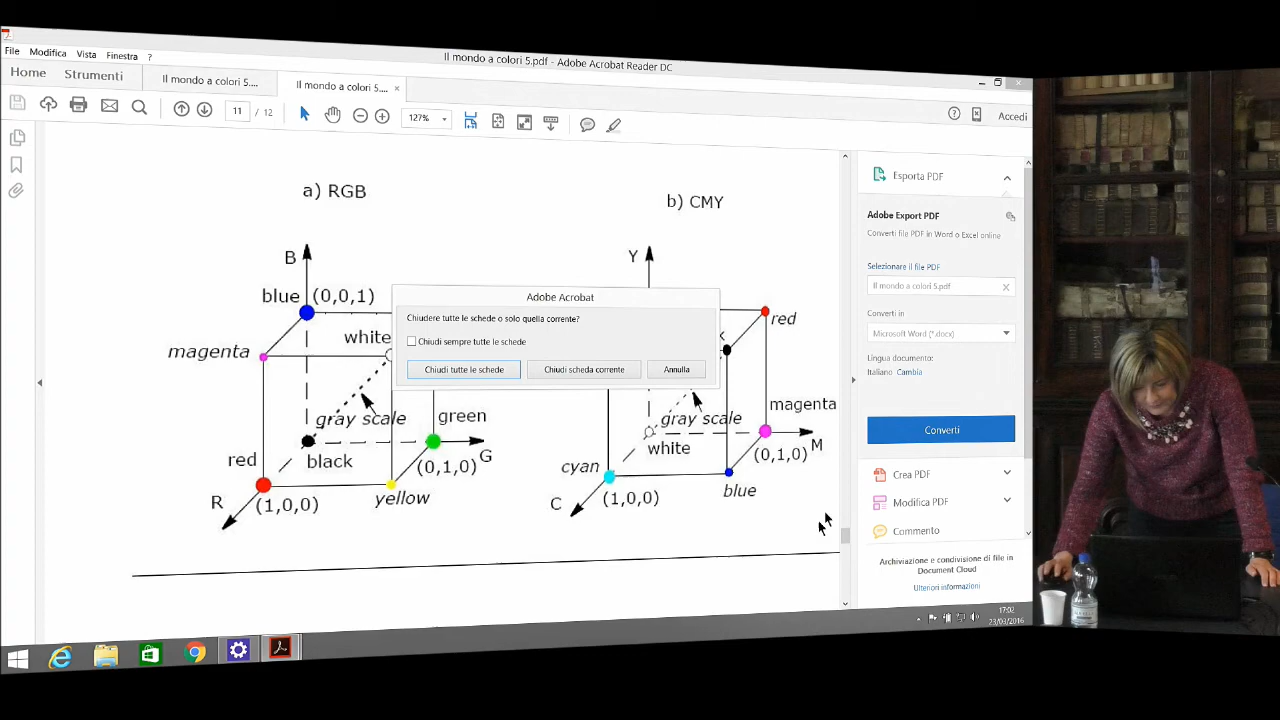 Il mondo a colori 5.pdf - Adobe Acrobat Reader DC
File Modifica Vista Finestra ?
Home Strumenti Il mondo a colori 5.... Il mondo a colori 5.... ×
11 / 12 127% Accedi
a) RGB
B
blue (0,0,1)
white
magenta
gray scale
green
red
black
(0,1,0) G
R
(1,0,0)
yellow
b) CMY
Y
red
k
magenta
gray scale
white
M
(0,1,0)
cyan
blue
C
(1,0,0)
Adobe Acrobat
Chiudere tutte le schede o solo quella corrente?
Chiudi sempre tutte le schede
Chiudi tutte le schede Chiudi scheda corrente Annulla
Esporta PDF
Adobe Export PDF
Converti file PDF in Word o Excel online
Selezionare il file PDF
Il mondo a colori 5.pdf ×
Converti in
Microsoft Word (*.docx)
Lingua documento:
Italiano Cambia
Converti
Crea PDF
Modifica PDF
Commento
Archiviazione e condivisione di file in
Document Cloud
Ulteriori informazioni
17:02
23/03/2016